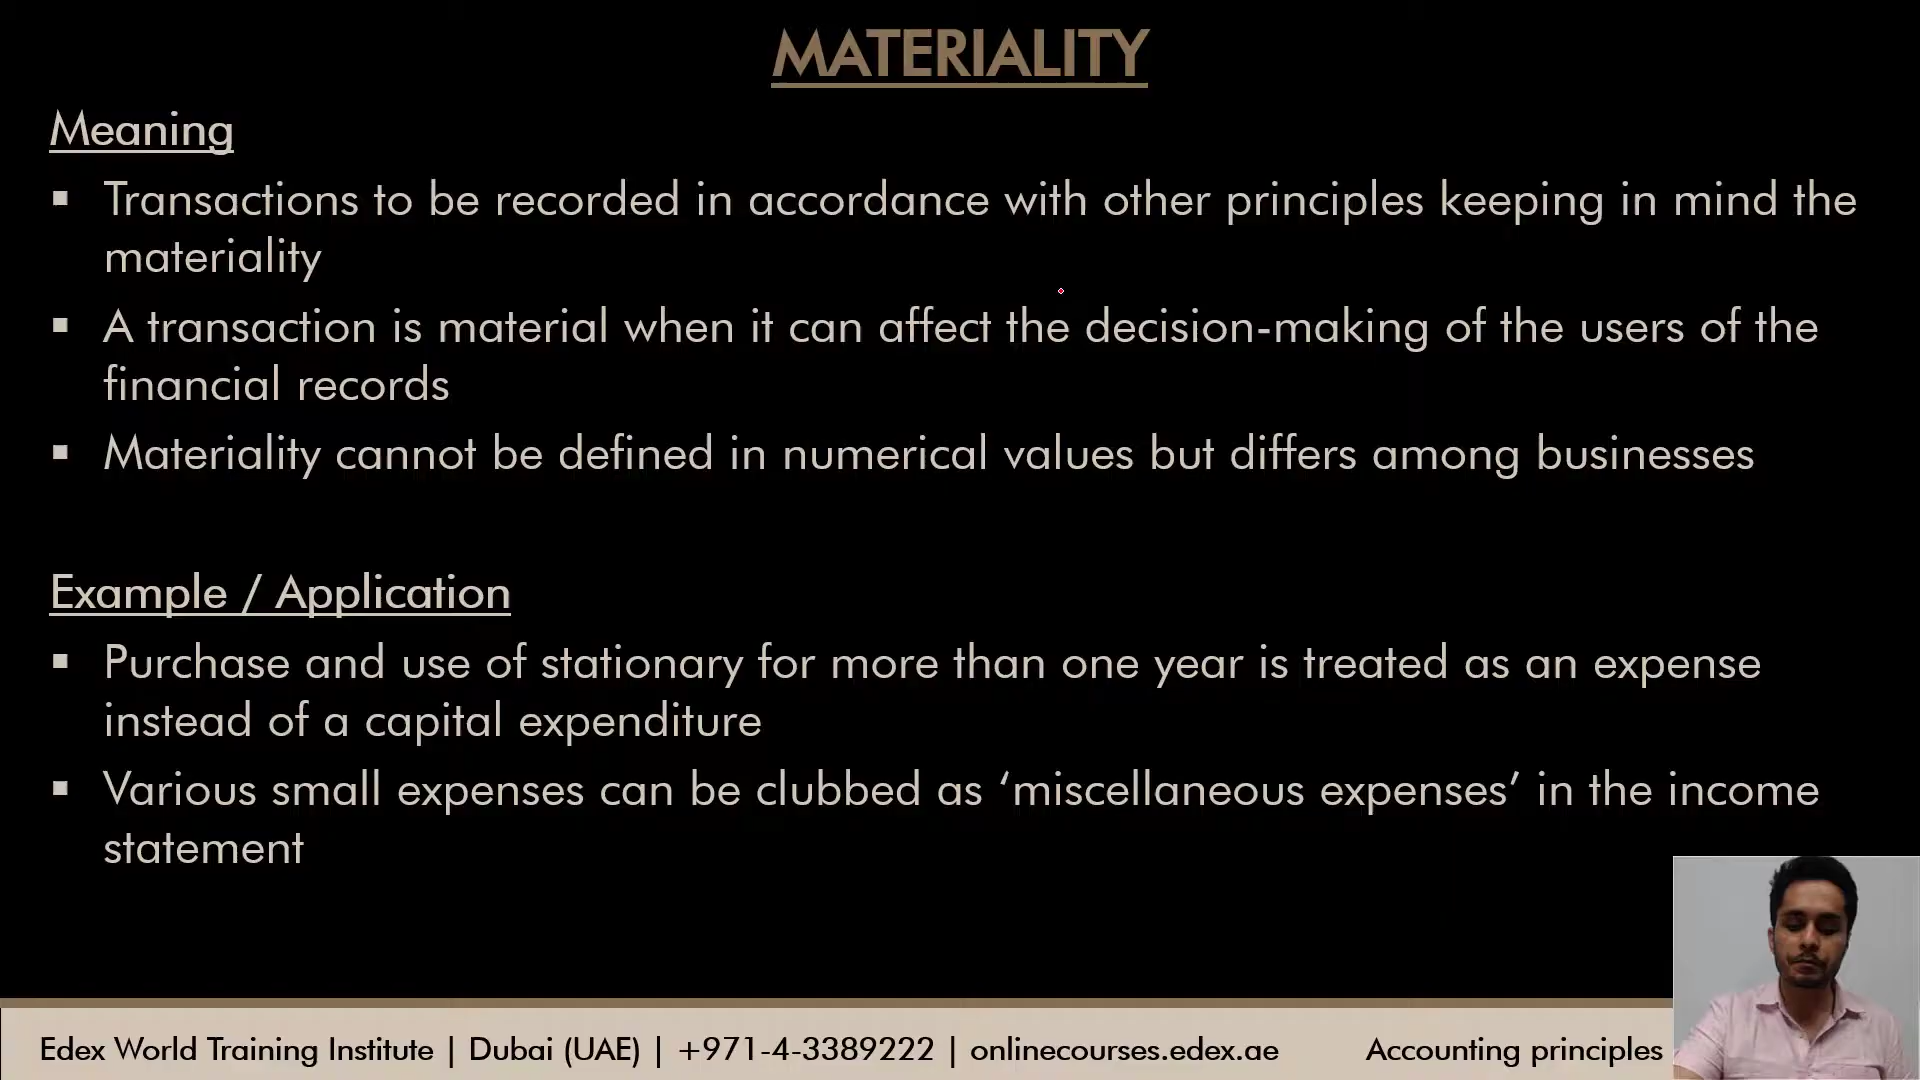 MATERIALITY
Meaning
▪ Transactions to be recorded in accordance with other principles keeping in mind the
materiality
▪ A transaction is material when it can affect the decision-making of the users of the
financial records
▪ Materiality cannot be defined in numerical values but differs among businesses
Example / Application
▪ Purchase and use of stationary for more than one year is treated as an expense
instead of a capital expenditure
▪ Various small expenses can be clubbed as ‘miscellaneous expenses’ in the income
statement
Edex World Training Institute | Dubai (UAE) | +971-4-3389222 | onlinecourses.edex.ae Accounting principles